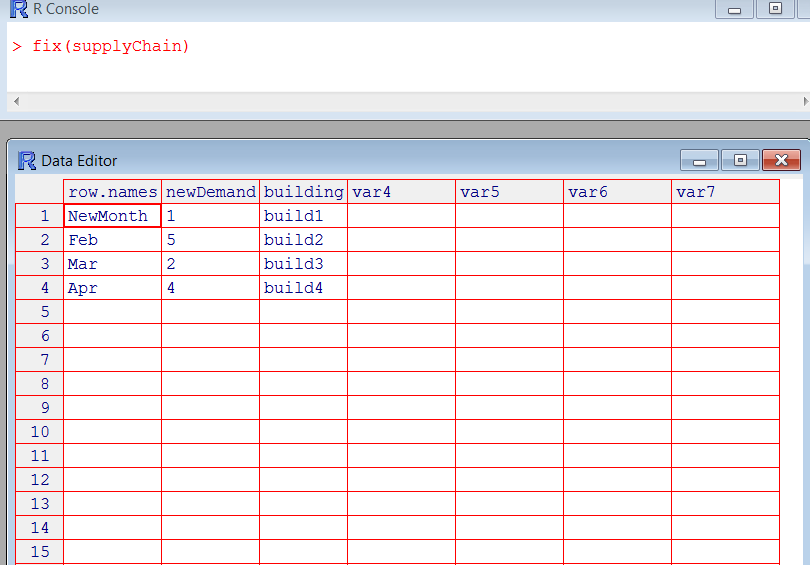 R Console
> fix(supplyChain)
Data Editor
row.names newDemand building var4 var5 var6 var7
1 NewMonth 1 build1
2 Feb 5 build2
3 Mar 2 build3
4 Apr 4 build4
5
6
7
8
9
10
11
12
13
14
15